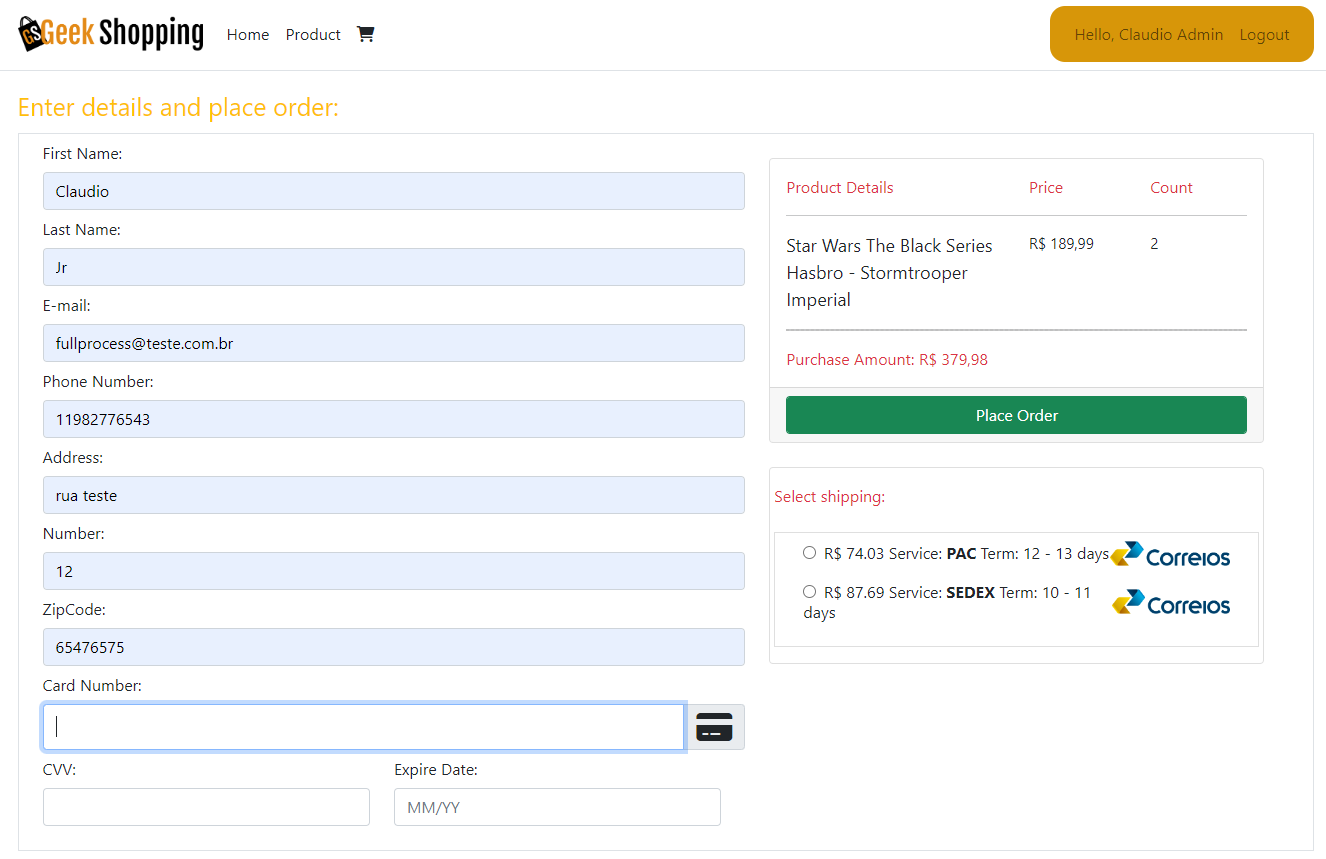 GS Geek Shopping Home Product
Hello, Claudio Admin Logout
Enter details and place order:
First Name:
Claudio
Last Name:
Jr
E-mail:
fullprocess@teste.com.br
Phone Number:
11982776543
Address:
rua teste
Number:
12
ZipCode:
65476575
Card Number:
CVV: Expire Date:
MM/YY
Product Details Price Count
Star Wars The Black Series R$ 189,99 2
Hasbro - Stormtrooper
Imperial
Purchase Amount: R$ 379,98
Place Order
Select shipping:
R$ 74.03 Service: PAC Term: 12 - 13 days Correios
R$ 87.69 Service: SEDEX Term: 10 - 11
days
Correios